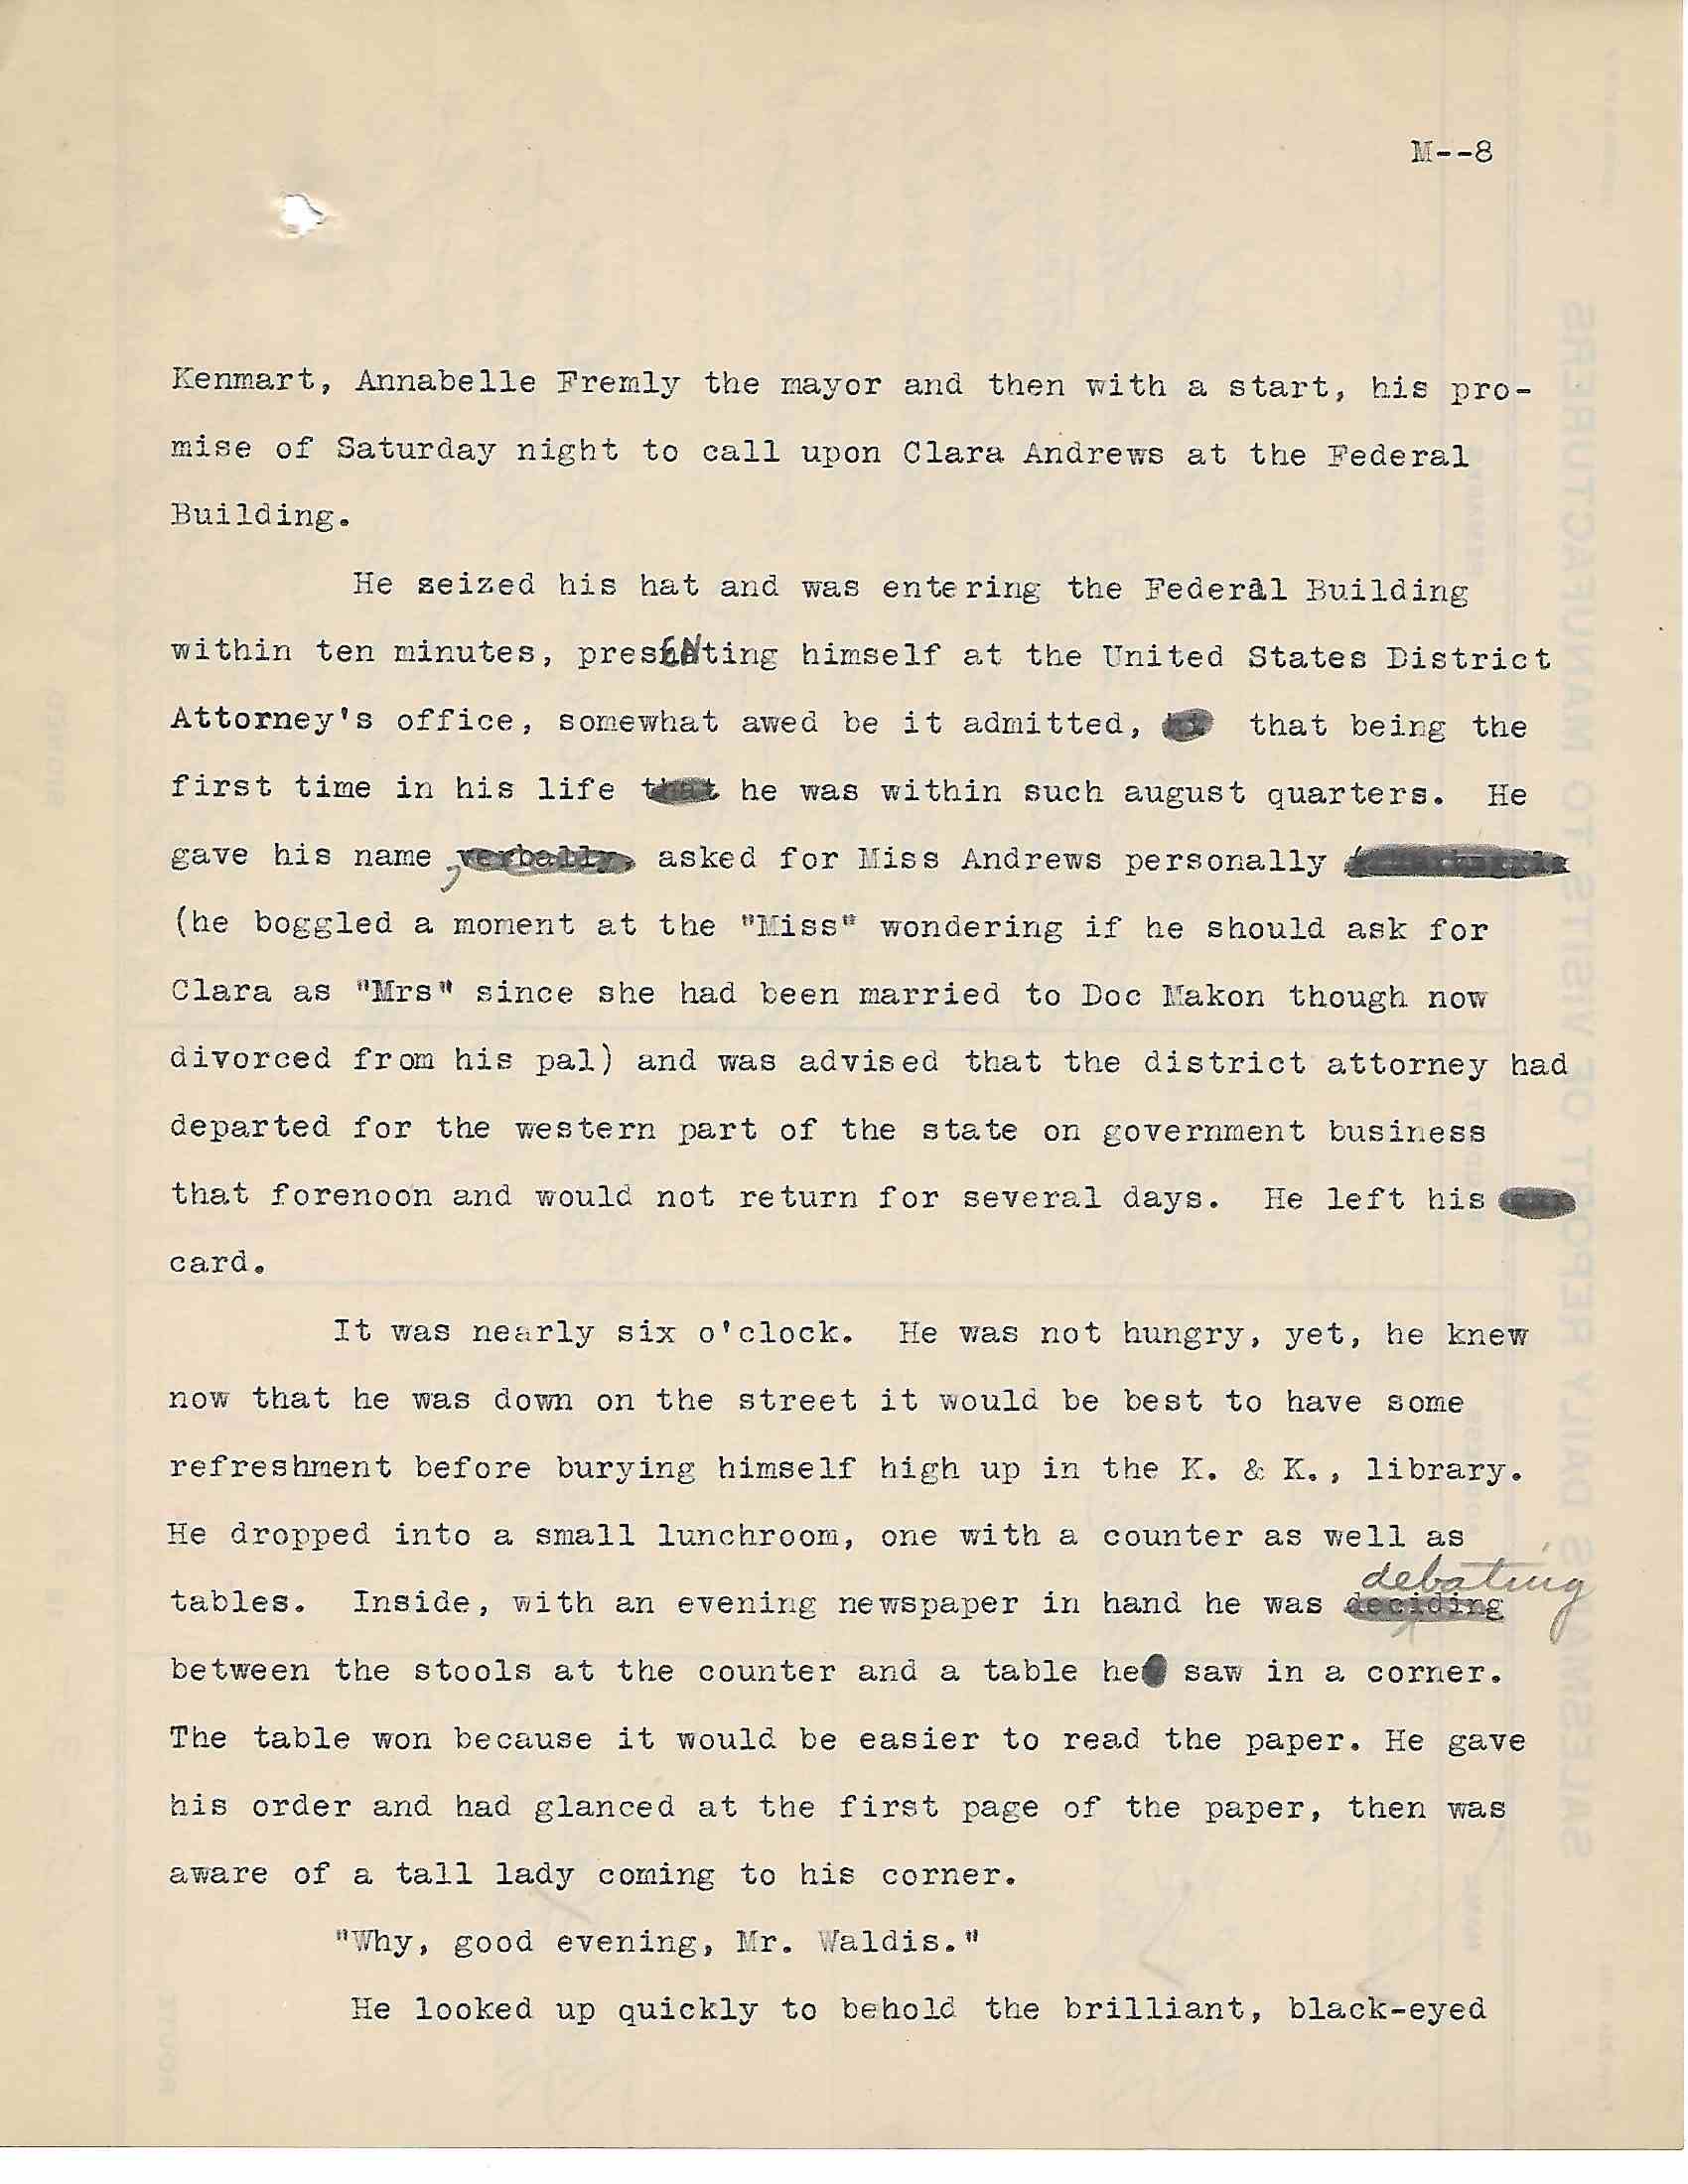 M--8
Kenmart, Annabelle Fremly the mayor and then with a start, his pro-
mise of Saturday night to call upon Clara Andrews at the Federal
Building.
He seized his hat and was entering the Federal Building
within ten minutes, presENting himself at the United States District
Attorney's office, somewhat awed be it admitted, that being the
first time in his life that he was within such august quarters. He
gave his name, verbally, asked for Miss Andrews personally
(he boggled a moment at the "Miss" wondering if he should ask for
Clara as "Mrs" since she had been married to Doc Makon though now
divorced from his pal) and was advised that the district attorney had
departed for the western part of the state on government business
that forenoon and would not return for several days. He left his
card.
It was nearly six o'clock. He was not hungry, yet, he knew
now that he was down on the street it would be best to have some
refreshment before burying himself high up in the K. & K., library.
He dropped into a small lunchroom, one with a counter as well as
debating
tables. Inside, with an evening newspaper in hand he was deciding
between the stools at the counter and a table he saw in a corner.
The table won because it would be easier to read the paper. He gave
his order and had glanced at the first page of the paper, then was
aware of a tall lady coming to his corner.
"Why, good evening, Mr. Waldis."
He looked up quickly to behold the brilliant, black-eyed
SALESMAN'S DAILY REPORT OF VISITS TO MANUFACTURERS
ROUTE